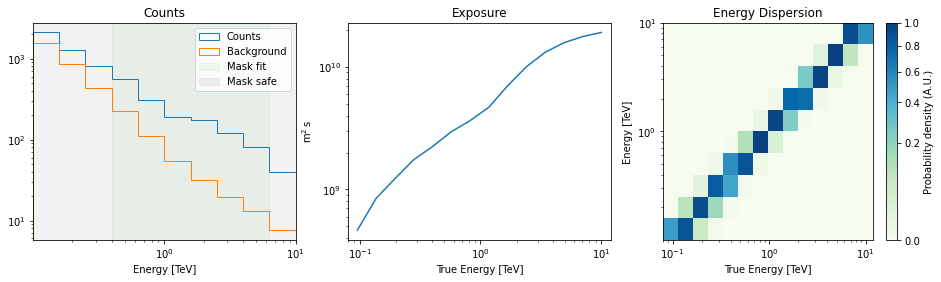 Counts
Exposure
Energy Dispersion
Counts
Background
Mask fit
Mask safe
10³
10²
10¹
10⁰
10¹
Energy [TeV]
m² s
10¹⁰
10⁹
10⁻¹
10⁰
10¹
True Energy [TeV]
Energy [TeV]
10¹
10⁰
10⁻¹
10⁰
10¹
True Energy [TeV]
1.0
0.8
0.6
0.4
0.2
0.0
Probability density (A.U.)